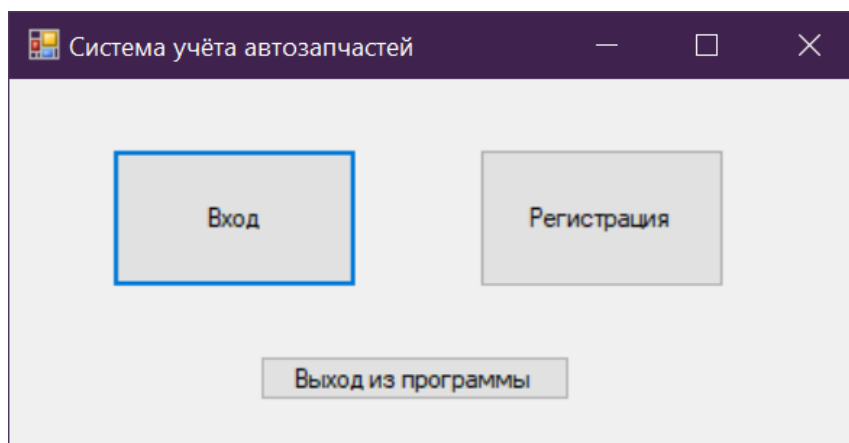 Система учёта автозапчастей
Вход
Регистрация
Выход из программы